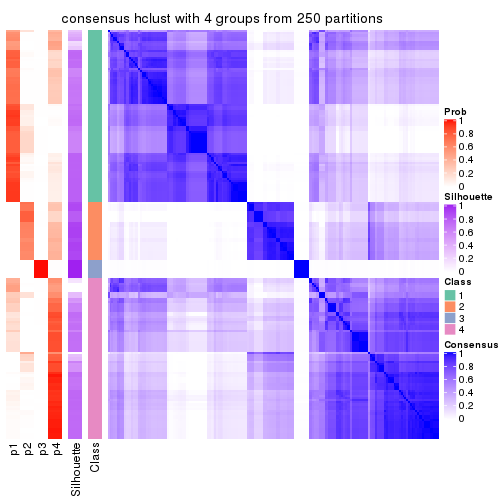 consensus hclust with 4 groups from 250 partitions
Prob
1
0.8
0.6
0.4
0.2
0
Silhouette
1
0.8
0.6
0.4
0.2
0
Class
1
2
3
4
Consensus
1
0.8
0.6
0.4
0.2
0
p1
p2
p3
p4
Silhouette
Class